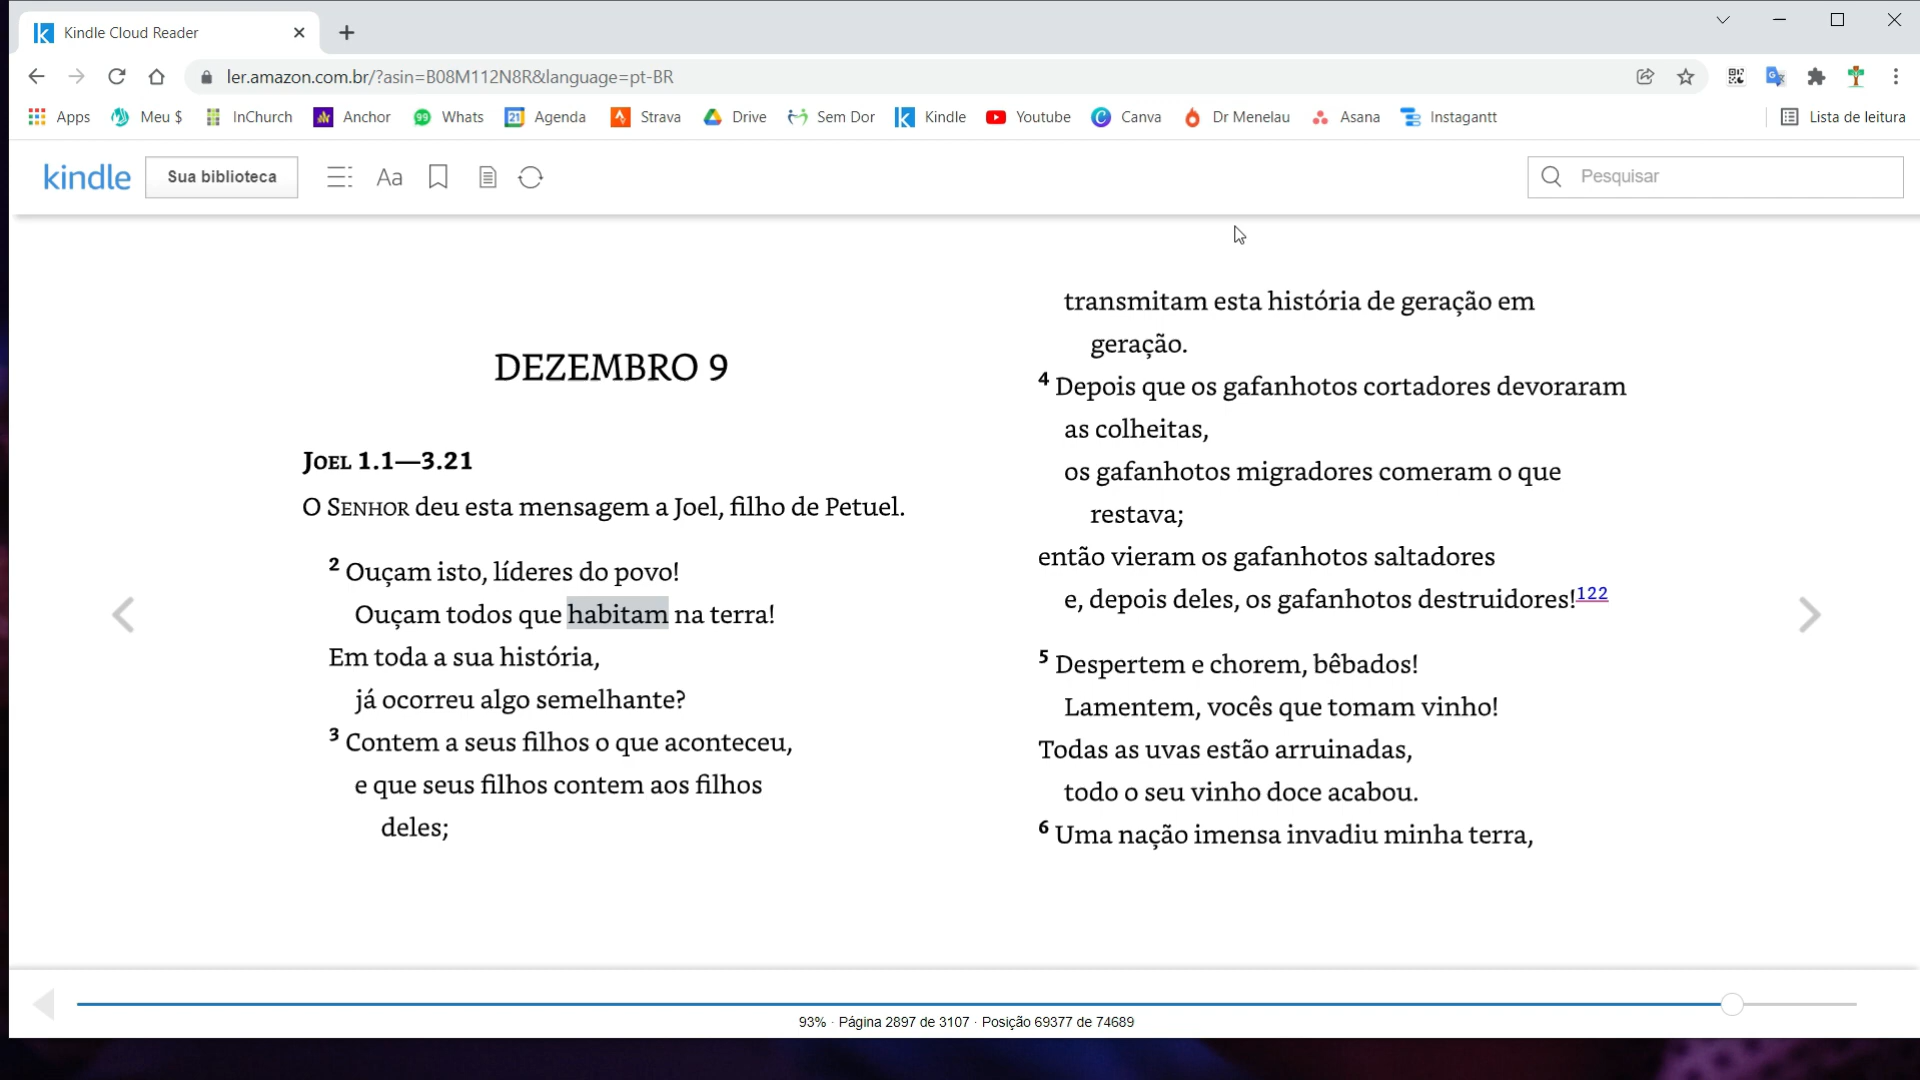 Kindle Cloud Reader
ler.amazon.com.br/?asin=B08M112N8R&language=pt-BR
Apps Meu $ InChurch Anchor 99 Whats 21 Agenda Strava Drive Sem Dor Kindle Youtube Canva Dr Menelau Asana Instagantt Lista de leitura
kindle Sua biblioteca Aa Pesquisar
DEZEMBRO 9
JOEL 1.1—3.21
O SENHOR deu esta mensagem a Joel, filho de Petuel.
2 Ouçam isto, líderes do povo!
Ouçam todos que habitam na terra!
Em toda a sua história,
já ocorreu algo semelhante?
3 Contem a seus filhos o que aconteceu,
e que seus filhos contem aos filhos
deles;
transmitam esta história de geração em
geração.
4 Depois que os gafanhotos cortadores devoraram
as colheitas,
os gafanhotos migradores comeram o que
restava;
então vieram os gafanhotos saltadores
e, depois deles, os gafanhotos destruidores!122
5 Despertem e chorem, bêbados!
Lamentem, vocês que tomam vinho!
Todas as uvas estão arruinadas,
todo o seu vinho doce acabou.
6 Uma nação imensa invadiu minha terra,
93% · Página 2897 de 3107 · Posição 69377 de 74689